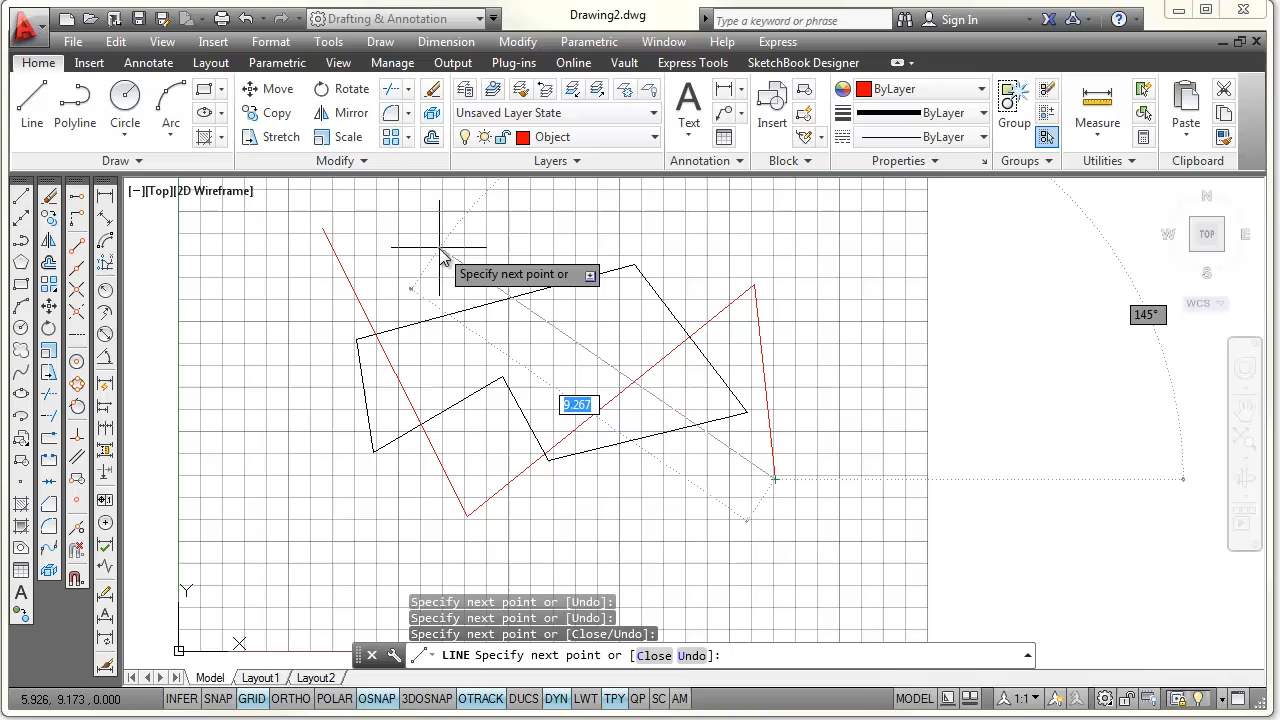 Drafting & Annotation
Drawing2.dwg
Type a keyword or phrase
Sign In
File Edit View Insert Format Tools Draw Dimension Modify Parametric Window Help Express
Home Insert Annotate Layout Parametric View Manage Output Plug-ins Online Vault Express Tools SketchBook Designer
Line Polyline Circle Arc
Move Rotate
Copy Mirror
Stretch Scale
Unsaved Layer State
Object
Text
Insert
ByLayer
ByLayer
ByLayer
Group
Measure
Paste
Draw Modify Layers Annotation Block Properties Groups Utilities Clipboard
[−][Top][2D Wireframe]
N
W TOP E
S
WCS
Specify next point or
145°
9.267
Y
X
Specify next point or [Undo]:
Specify next point or [Undo]:
Specify next point or [Close/Undo]:
LINE Specify next point or [Close Undo]:
Model Layout1 Layout2
5.926, 9.173 , 0.000 INFER SNAP GRID ORTHO POLAR OSNAP 3DOSNAP OTRACK DUCS DYN LWT TPY QP SC AM MODEL 1:1